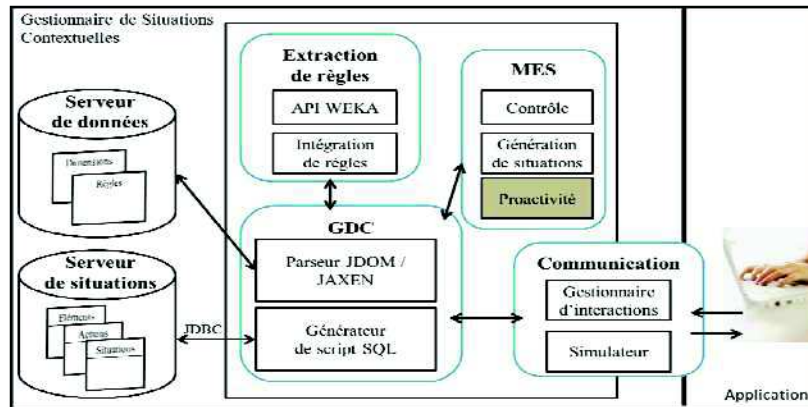 Gestionnaire de Situations
Contextuelles
Extraction
de règles
API WEKA
Intégration
de règles
MES
Contrôle
Génération
de situations
Proactivité
Serveur
de données
Dimensions
Règles
GDC
Parseur JDOM /
JAXEN
Générateur
de script SQL
Serveur
de situations
Eléments
Actions
Situations
JDBC
Communication
Gestionnaire
d'interactions
Simulateur
Application